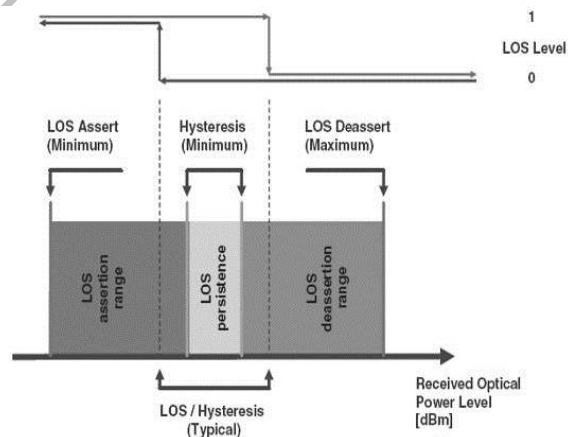 1
LOS Level
0
LOS Assert
(Minimum)
Hysteresis
(Minimum)
LOS Deassert
(Maximum)
LOS
assertion
range
LOS
persistence
LOS
deassertion
range
Received Optical
Power Level
[dBm]
LOS / Hysteresis
(Typical)